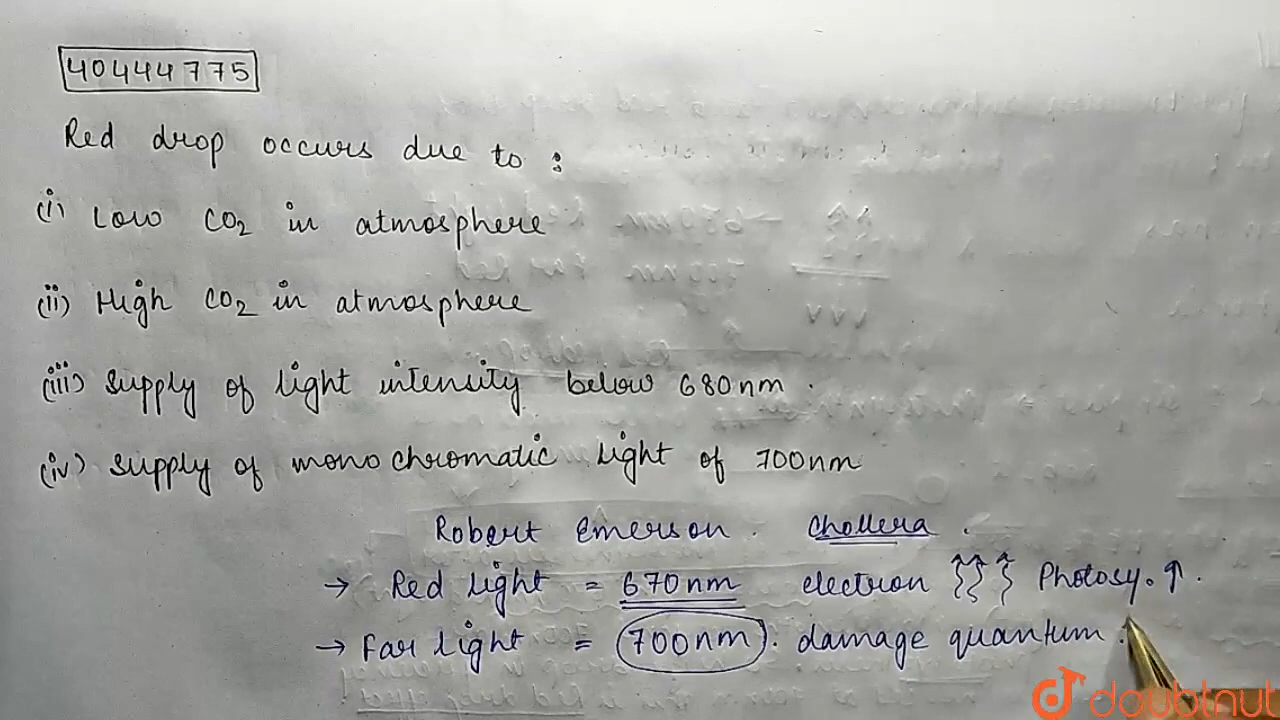 40444775
Red drop occurs due to :
(i) Low CO2 in atmosphere
(ii) High CO2 in atmosphere
(iii) Supply of light intensity below 680nm.
(iv) Supply of monochromatic light of 700nm
Robert Emerson. Chollera.
→ Red light = 670nm electron Photosy. ↑.
→ Far light = 700nm. damage quantum.
doubtnut